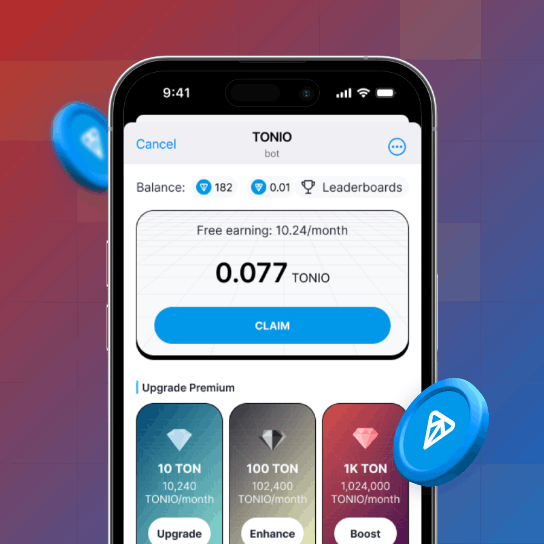 9:41
Cancel
TONIO
bot
Balance: 182 0.01 Leaderboards
Free earning: 10.24/month
0.077 TONIO
CLAIM
Upgrade Premium
10 TON
10,240
TONIO/month
Upgrade
100 TON
102,400
TONIO/month
Enhance
1K TON
1,024,000
TONIO/month
Boost